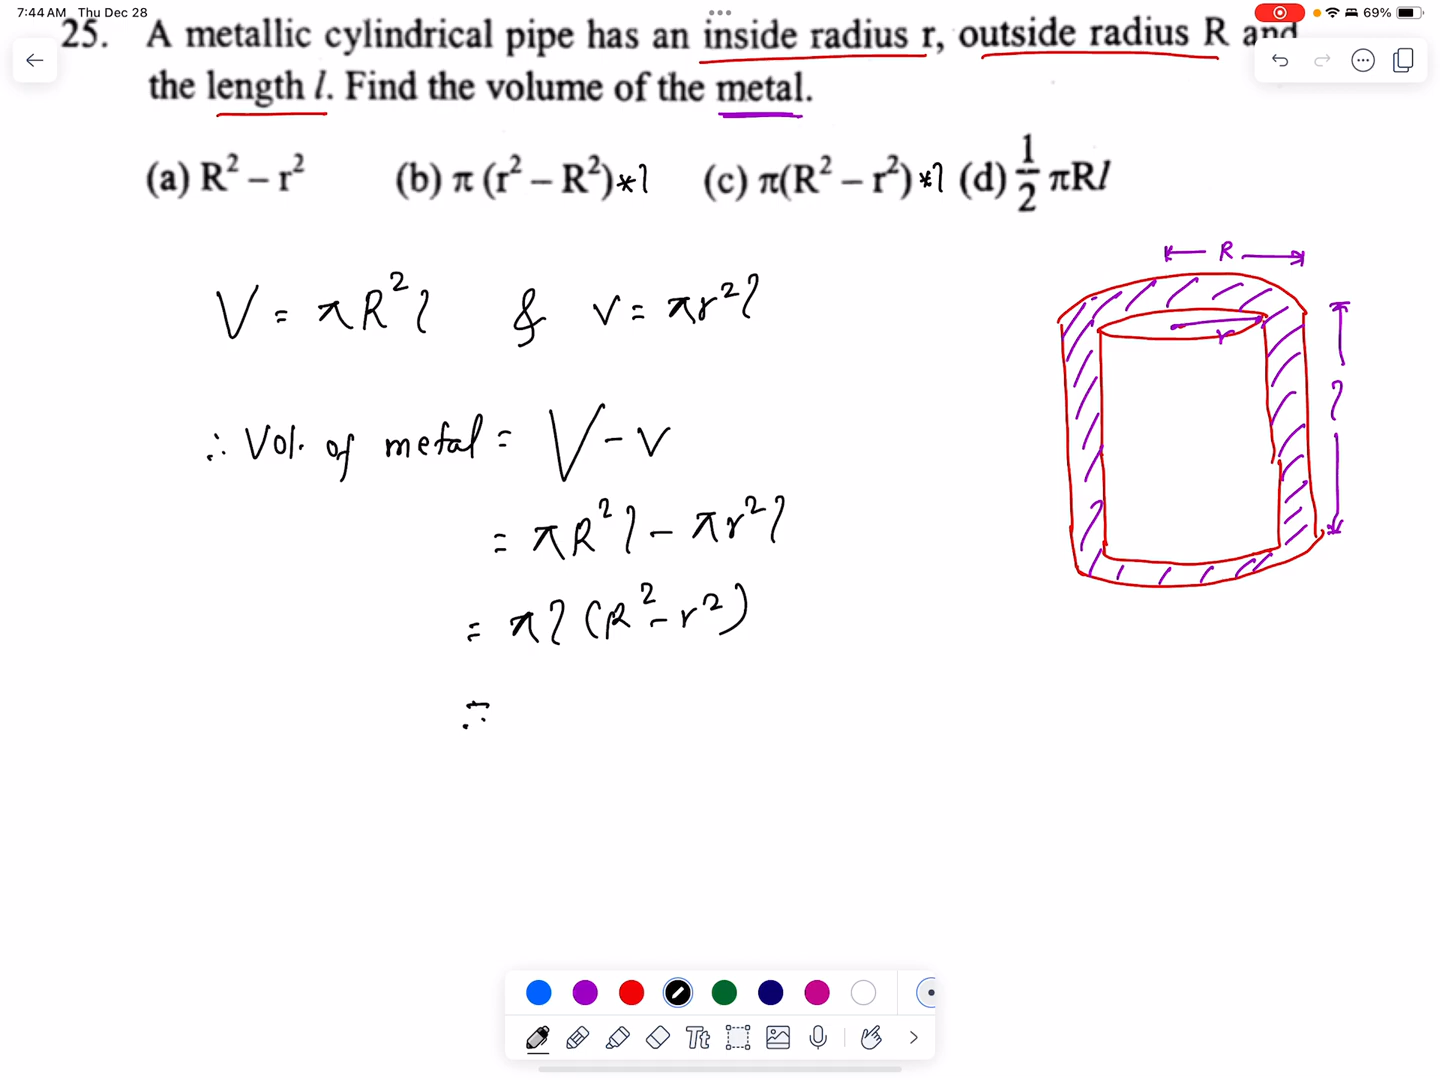 7:44 AM Thu Dec 28
69%
25. A metallic cylindrical pipe has an inside radius r, outside radius R and
the length l. Find the volume of the metal.
(a) R² – r² (b) π (r² – R²)*l (c) π(R² – r²)*l (d) 1/2 πRl
V = πR²l & v = πr²l
∴ Vol. of metal = V – v
= πR²l – πr²l
= πl (R² – r²)
∴
R
r
l
Tt